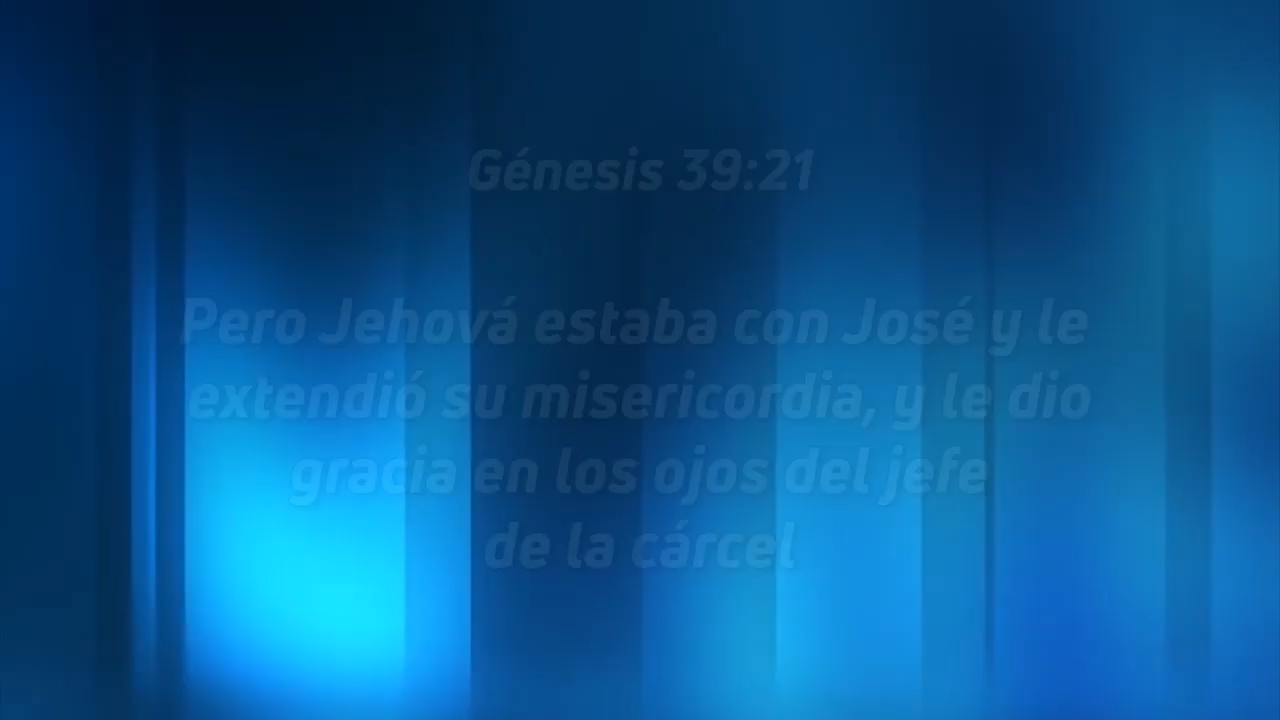 Génesis 39:21
Pero Jehová estaba con José y le
extendió su misericordia, y le dio
gracia en los ojos del jefe
de la cárcel